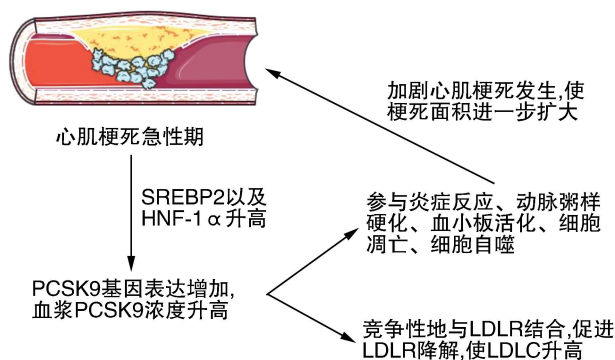 心肌梗死急性期
SREBP2以及
HNF-1α升高
PCSK9基因表达增加,
血浆PCSK9浓度升高
加剧心肌梗死发生,使
梗死面积进一步扩大
参与炎症反应、动脉粥样
硬化、血小板活化、细胞
凋亡、细胞自噬
竞争性地与LDLR结合,促进
LDLR降解,使LDLC升高